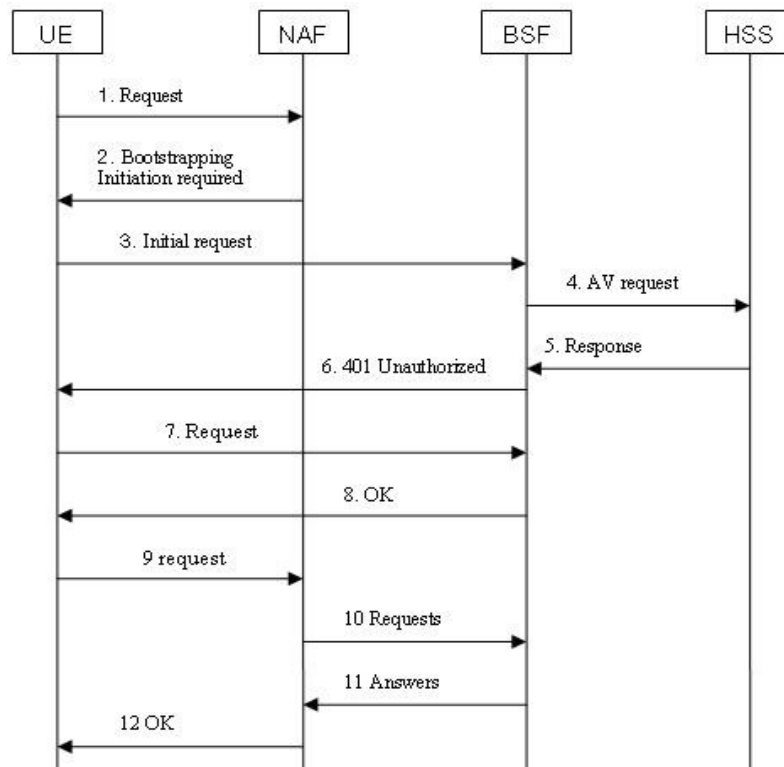 UE
NAF
BSF
HSS
1. Request
2. Bootstrapping
Initiation required
3. Initial request
4. AV request
5. Response
6. 401 Unauthorized
7. Request
8. OK
9 request
10 Requests
11 Answers
12 OK